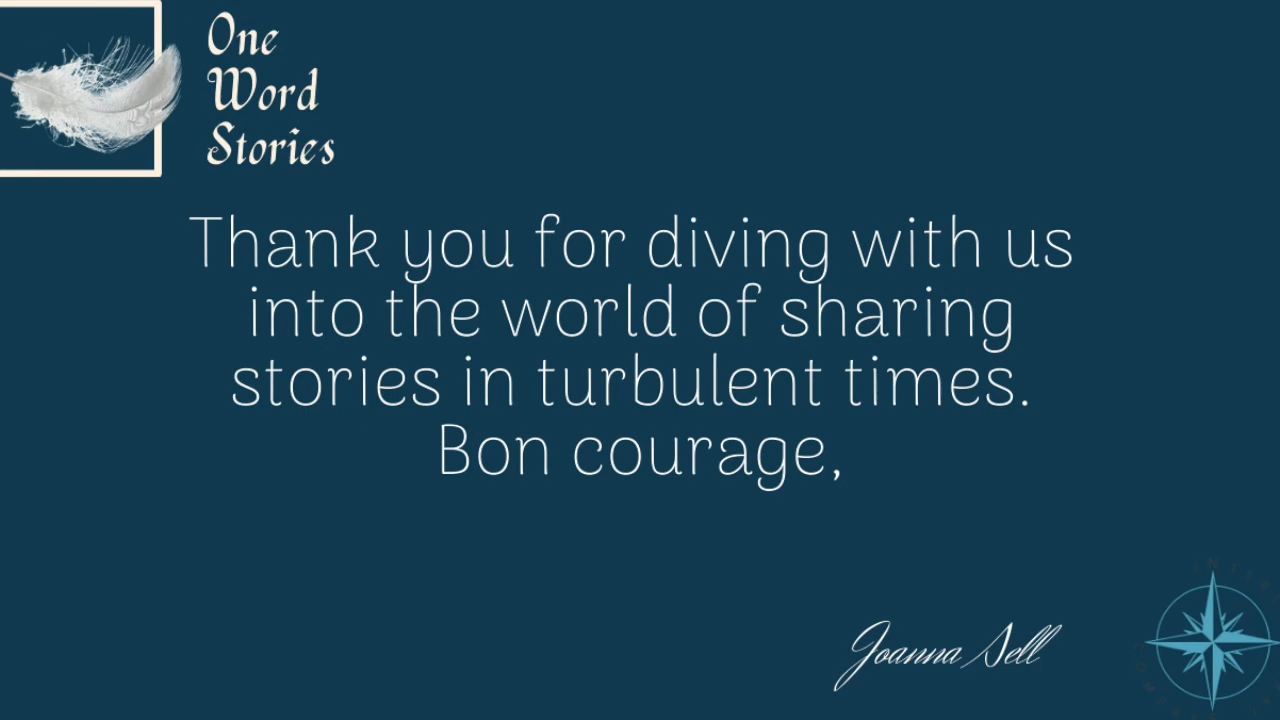 One
Word
Stories
Thank you for diving with us
into the world of sharing
stories in turbulent times.
Bon courage,
Joanna Sell